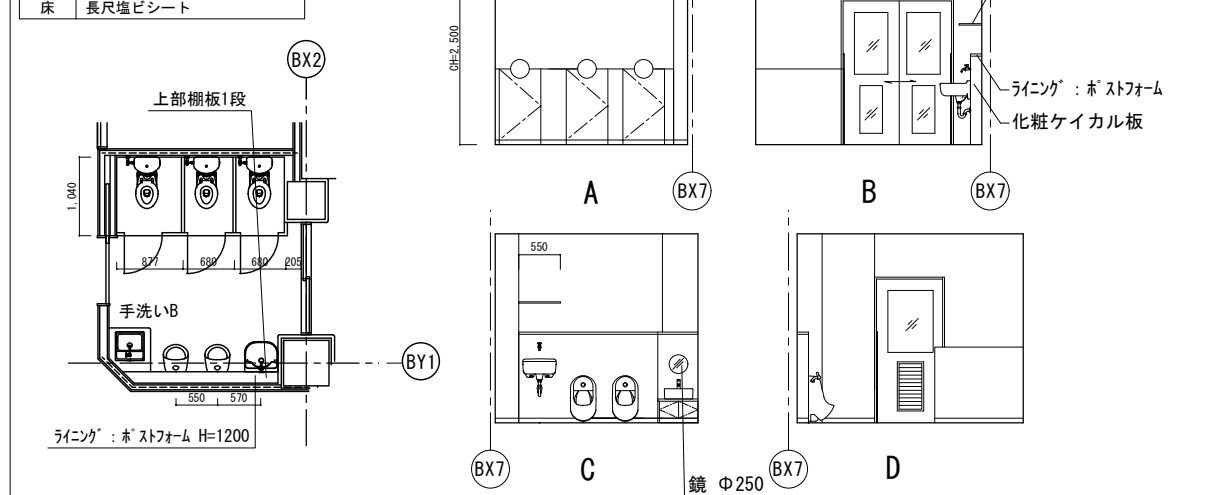 床 長尺塩ビシート
BX2
上部棚板1段
1,040
877 680 680 205
手洗いB
BY1
550 570
ﾗｲﾆﾝｸﾞ：ﾎﾟｽﾄﾌｫｰﾑ H=1200
CH=2,500
A
BX7
B
BX7
ﾗｲﾆﾝｸﾞ：ﾎﾟｽﾄﾌｫｰﾑ
化粧ケイカル板
550
BX7
C
鏡 Φ250
BX7
D